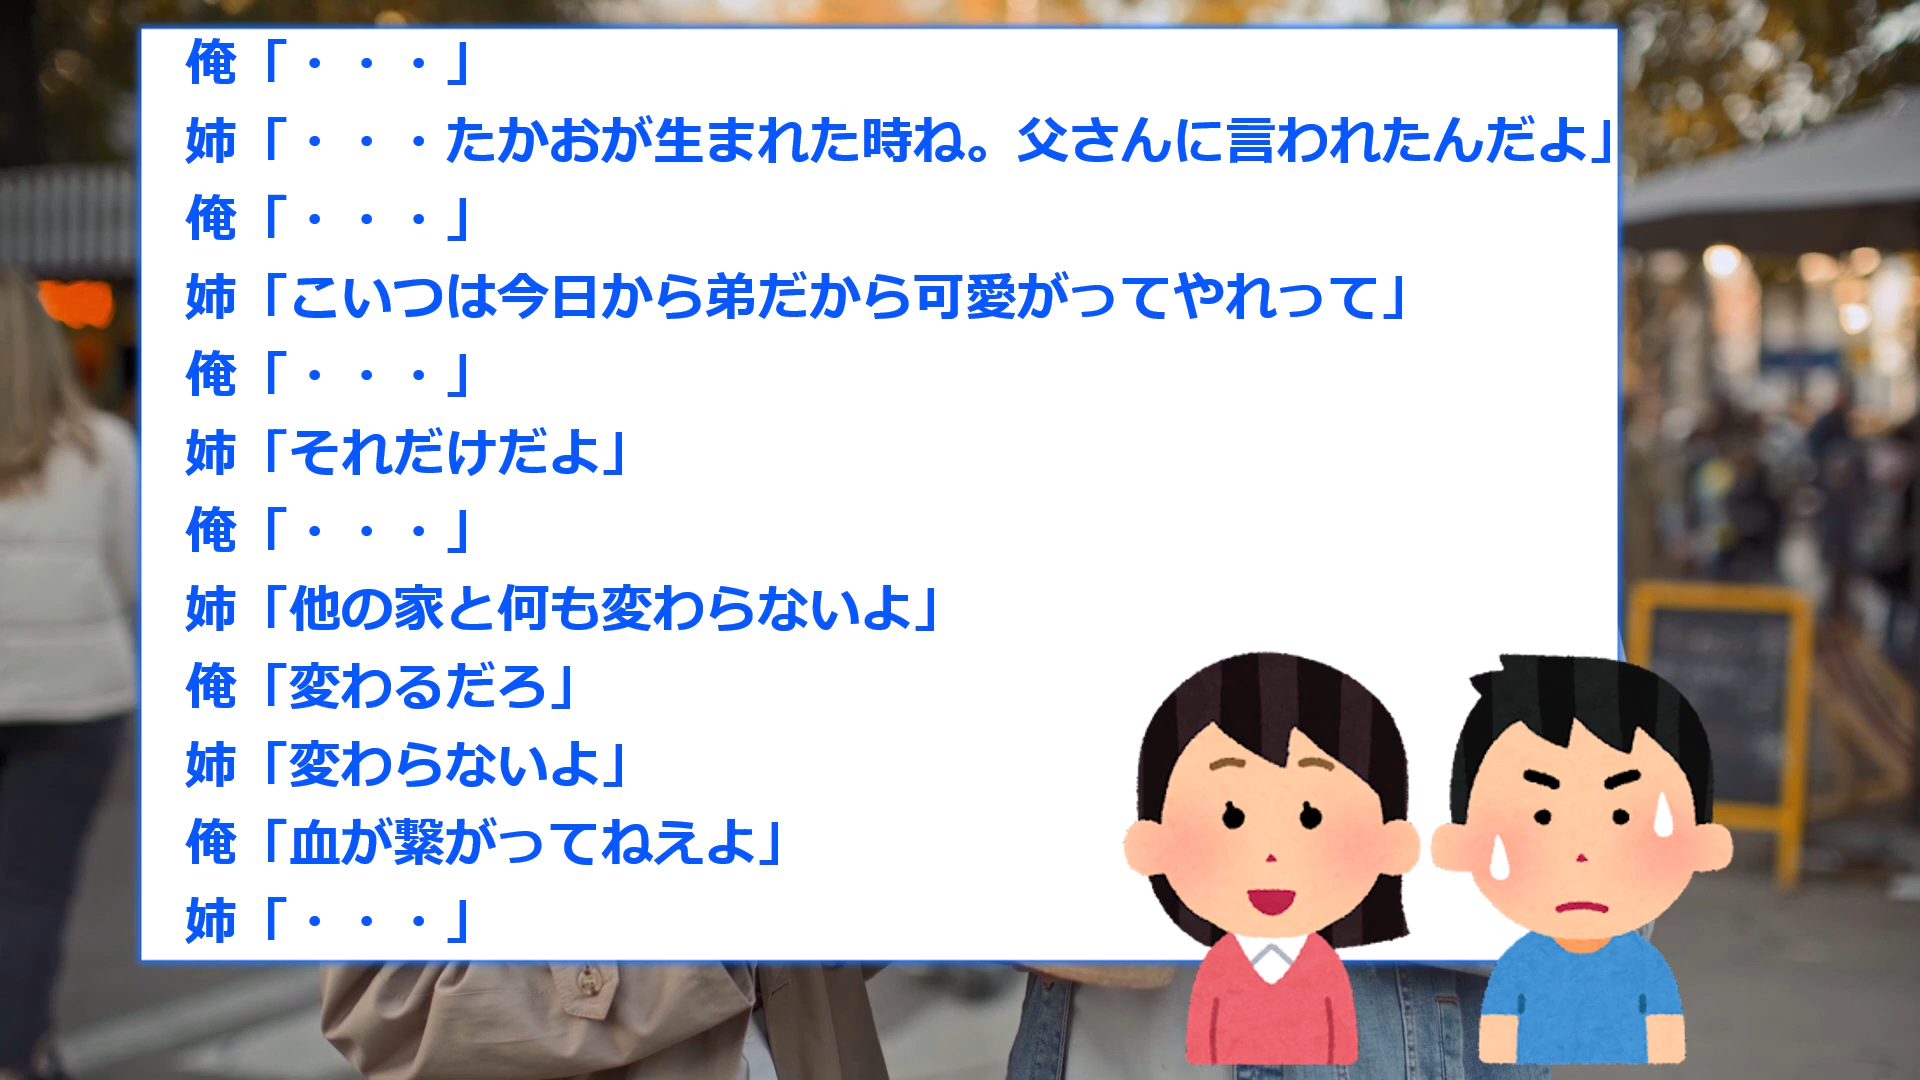 俺「・・・」
姉「・・・たかおが生まれた時ね。父さんに言われたんだよ」
俺「・・・」
姉「こいつは今日から弟だから可愛がってやれって」
俺「・・・」
姉「それだけだよ」
俺「・・・」
姉「他の家と何も変わらないよ」
俺「変わるだろ」
姉「変わらないよ」
俺「血が繋がってねえよ」
姉「・・・」